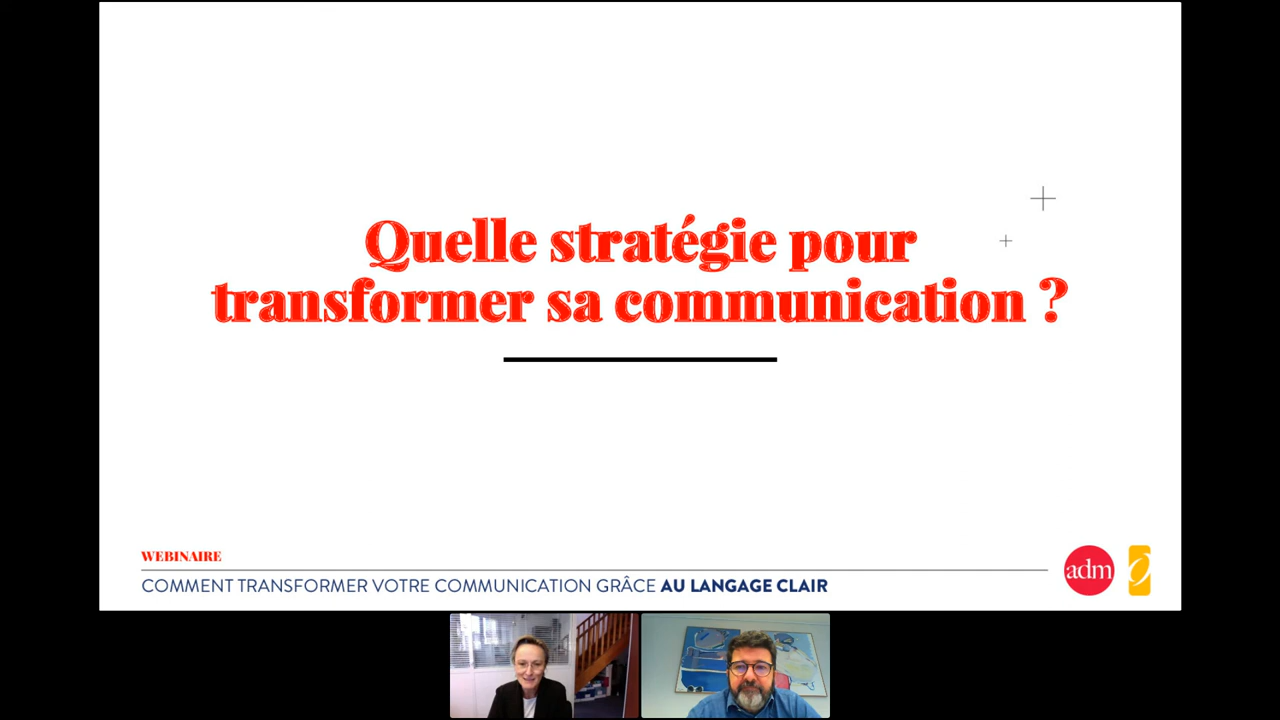 Quelle stratégie pour
transformer sa communication ?
WEBINAIRE
COMMENT TRANSFORMER VOTRE COMMUNICATION GRÂCE AU LANGAGE CLAIR
adm